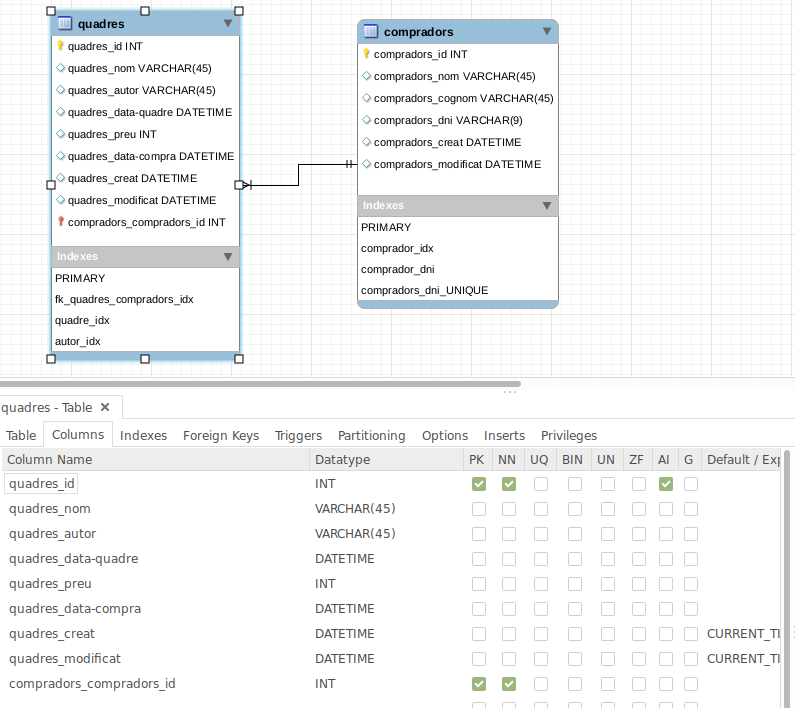 quadres
quadres_id INT
quadres_nom VARCHAR(45)
quadres_autor VARCHAR(45)
quadres_data-quadre DATETIME
quadres_preu INT
quadres_data-compra DATETIME
quadres_creat DATETIME
quadres_modificat DATETIME
compradors_compradors_id INT
Indexes
PRIMARY
fk_quadres_compradors_idx
quadre_idx
autor_idx
compradors
compradors_id INT
compradors_nom VARCHAR(45)
compradors_cognom VARCHAR(45)
compradors_dni VARCHAR(9)
compradors_creat DATETIME
compradors_modificat DATETIME
Indexes
PRIMARY
comprador_idx
comprador_dni
compradors_dni_UNIQUE
quadres - Table
Table Columns Indexes Foreign Keys Triggers Partitioning Options Inserts Privileges
Column Name Datatype PK NN UQ BIN UN ZF AI G Default / Exp
quadres_id INT
quadres_nom VARCHAR(45)
quadres_autor VARCHAR(45)
quadres_data-quadre DATETIME
quadres_preu INT
quadres_data-compra DATETIME
quadres_creat DATETIME CURRENT_TI
quadres_modificat DATETIME CURRENT_TI
compradors_compradors_id INT